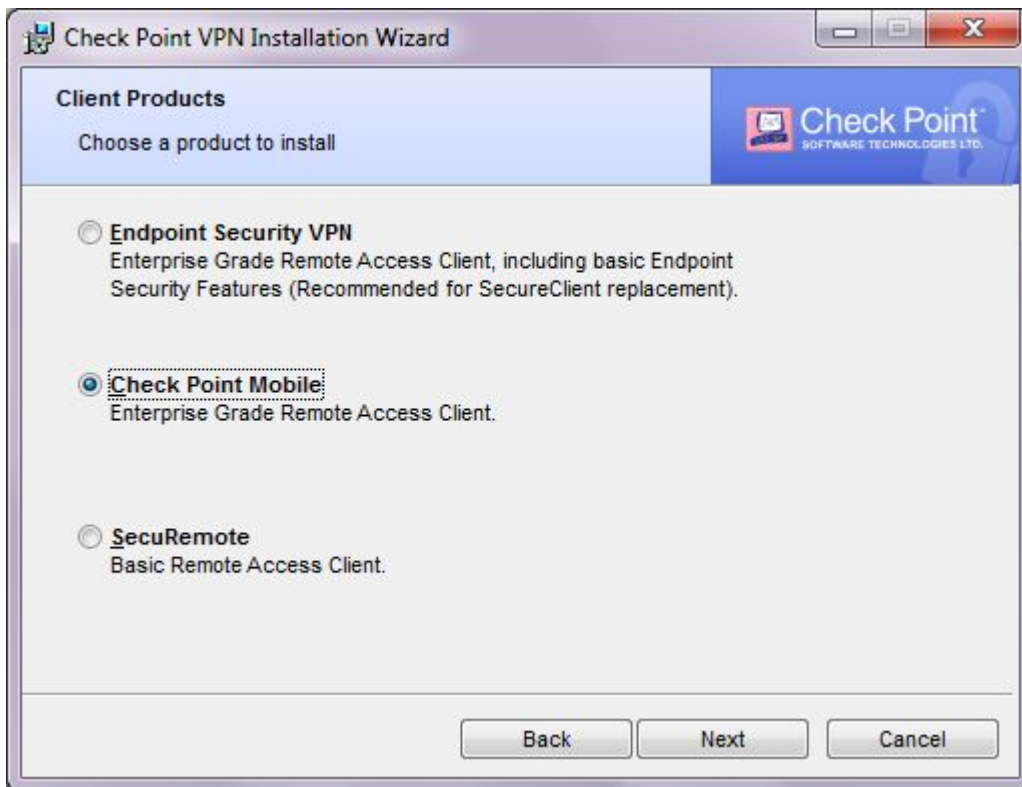 Check Point VPN Installation Wizard
Client Products
Choose a product to install
Check Point™
SOFTWARE TECHNOLOGIES LTD.
Endpoint Security VPN
Enterprise Grade Remote Access Client, including basic Endpoint
Security Features (Recommended for SecureClient replacement).
Check Point Mobile
Enterprise Grade Remote Access Client.
SecuRemote
Basic Remote Access Client.
Back
Next
Cancel